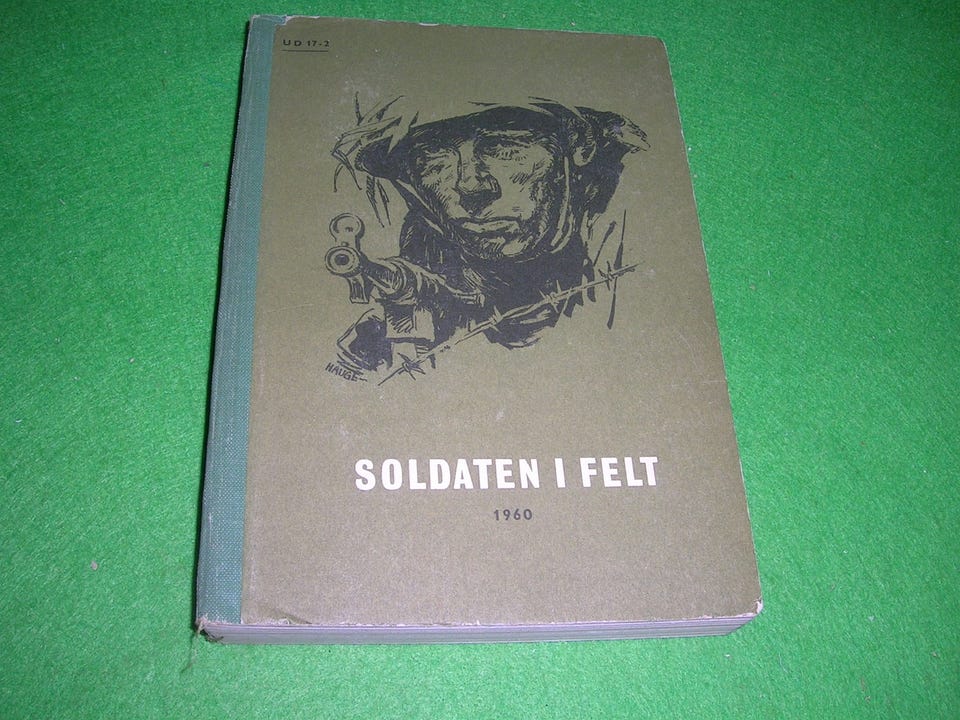 UD 17-2
HAUGE
SOLDATEN I FELT
1960